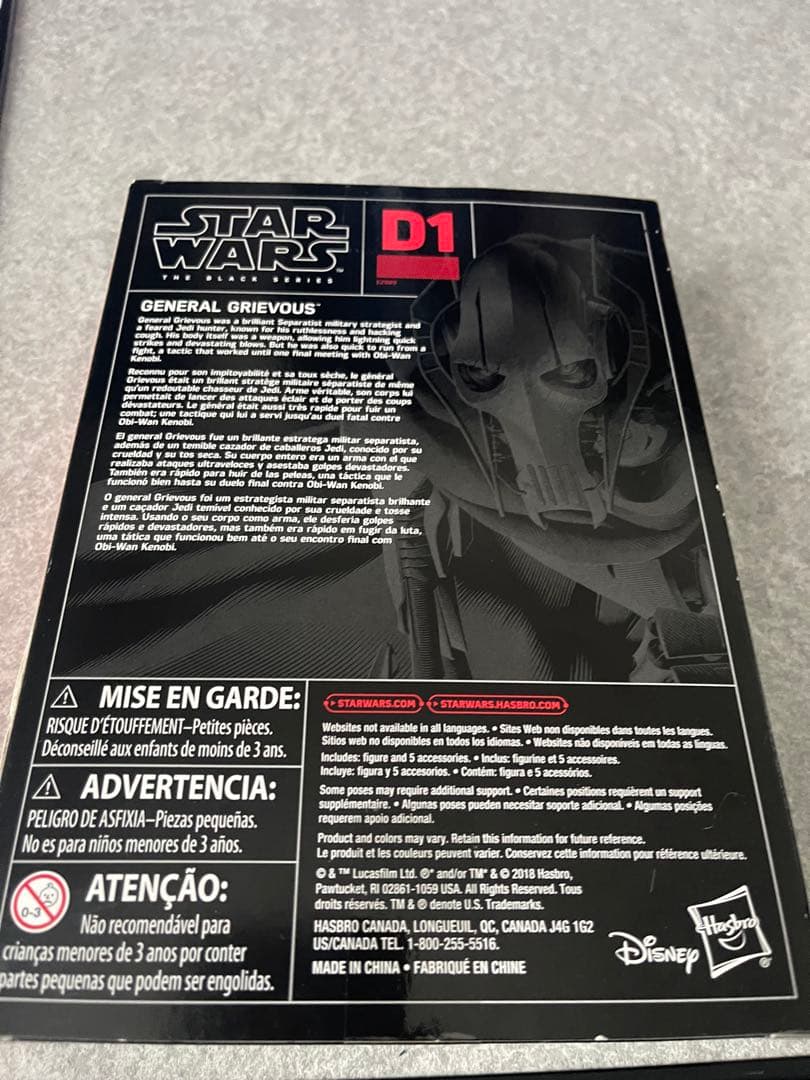 STAR
WARS™
THE BLACK SERIES
D1
GENERAL GRIEVOUS™
General Grievous was a brilliant Separatist military strategist and
a feared Jedi hunter, known for his ruthlessness and hacking
cough. His body itself was a weapon, allowing him lightning quick
strikes and devastating blows. But he was also quick to run from a
fight, a tactic that worked until one final meeting with Obi-Wan
Kenobi.
Reconnu pour son impitoyabilité et sa toux sèche, le général
Grievous était un brillant stratège militaire séparatiste de même
qu'un redoutable chasseur de Jedi. Arme véritable, son corps lui
permettait de lancer des attaques éclair et de porter des coups
dévastateurs. Le général était aussi très rapide pour fuir un
combat; une tactique qui lui a servi jusqu'au duel fatal contre
Obi-Wan Kenobi.
El general Grievous fue un brillante estratega militar separatista,
además de un temible cazador de caballeros Jedi, conocido por su
crueldad y su tos seca. Su cuerpo entero era un arma con el que
realizaba ataques ultraveloces y asestaba golpes devastadores.
También era rápido para huir de las peleas, una táctica que le
funcionó bien hasta su duelo final contra Obi-Wan Kenobi.
O general Grievous foi um estrategista militar separatista brilhante
e um caçador Jedi temível conhecido por sua crueldade e tosse
intensa. Usando o seu corpo como arma, ele desferia golpes
rápidos e devastadores, mas também era rápido em fugir da luta,
uma tática que funcionou bem até o seu encontro final com
Obi-Wan Kenobi.
MISE EN GARDE:
RISQUE D'ÉTOUFFEMENT–Petites pièces.
Déconseillé aux enfants de moins de 3 ans.
ADVERTENCIA:
PELIGRO DE ASFIXIA–Piezas pequeñas.
No es para niños menores de 3 años.
0-3
ATENÇÃO:
Não recomendável para
crianças menores de 3 anos por conter
partes pequenas que podem ser engolidas.
STARWARS.COM STARWARS.HASBRO.COM
Websites not available in all languages. • Sites Web non disponibles dans toutes les langues.
Sitios web no disponibles en todos los idiomas. • Websites não disponíveis em todas as línguas.
Includes: figure and 5 accessories. • Inclus: figurine et 5 accessoires.
Incluye: figura y 5 accesorios. • Contém: figura e 5 acessórios.
Some poses may require additional support. • Certaines positions requièrent un support
supplémentaire. • Algunas poses pueden necesitar soporte adicional. • Algumas posições
requerem apoio adicional.
Product and colors may vary. Retain this information for future reference.
Le produit et les couleurs peuvent varier. Conservez cette information pour référence ultérieure.
© & ™ Lucasfilm Ltd. ®* and/or TM* & © 2018 Hasbro,
Pawtucket, RI 02861-1059 USA. All Rights Reserved. Tous
droits réservés. TM & ® denote U.S. Trademarks.
HASBRO CANADA, LONGUEUIL, QC, CANADA J4G 1G2
US/CANADA TEL. 1-800-255-5516.
MADE IN CHINA • FABRIQUÉ EN CHINE
Disney
Hasbro®